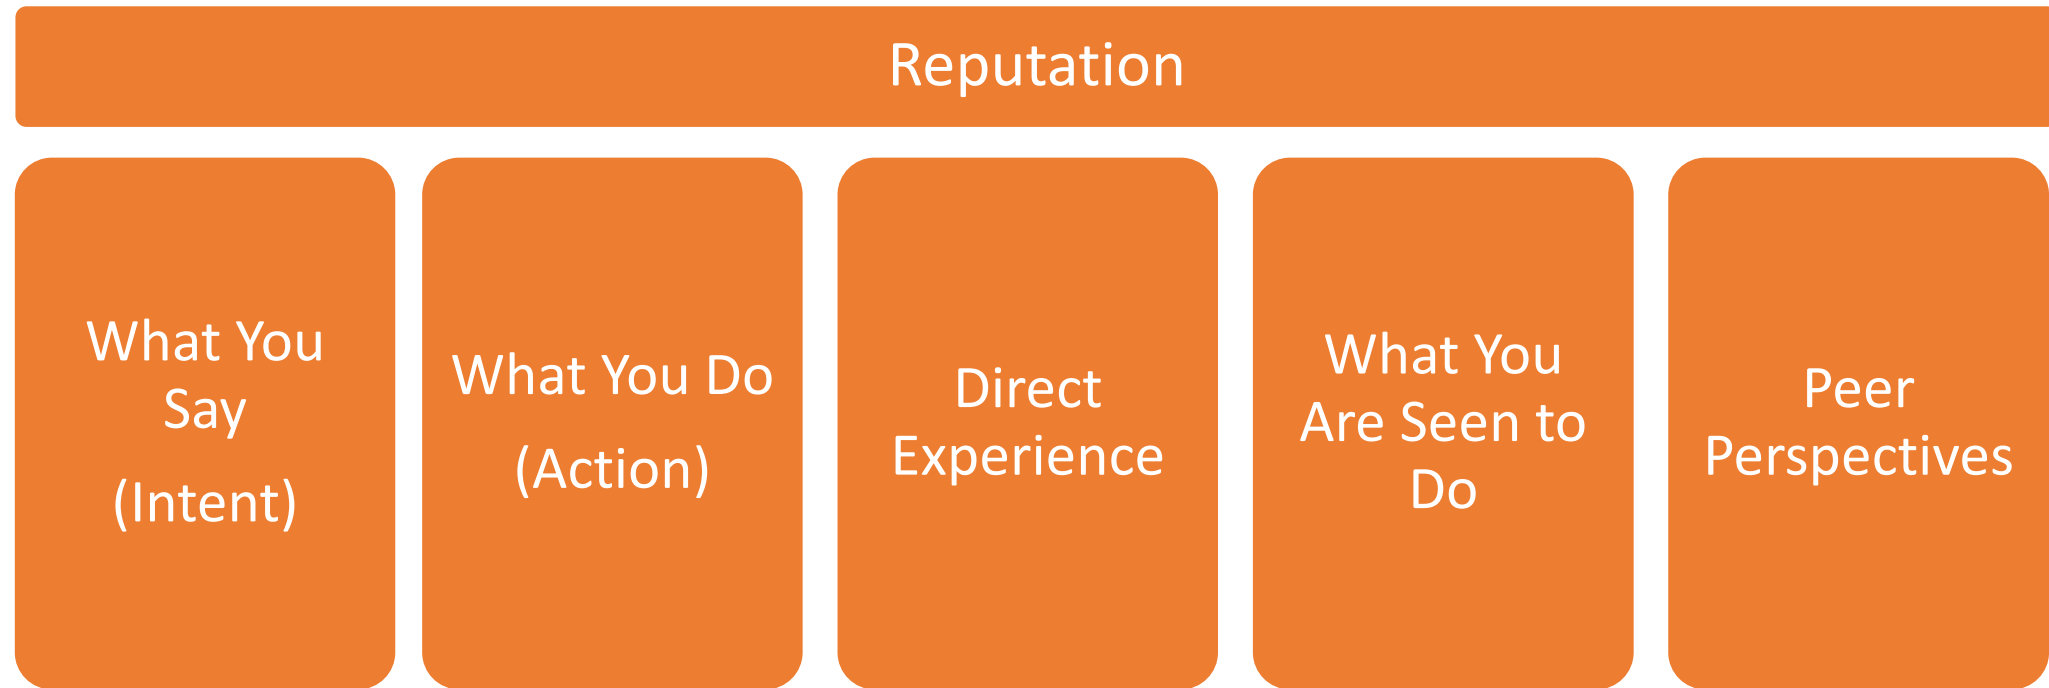 Reputation
What You
Say
(Intent)
What You Do
(Action)
Direct
Experience
What You
Are Seen to
Do
Peer
Perspectives